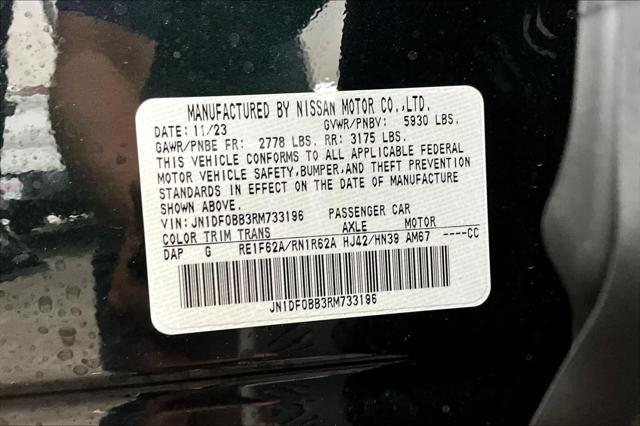 MANUFACTURED BY NISSAN MOTOR CO.,LTD.
DATE: 11/23 GVWR/PNBV: 5930 LBS.
GAWR/PNBE FR: 2778 LBS. RR: 3175 LBS.
THIS VEHICLE CONFORMS TO ALL APPLICABLE FEDERAL
MOTOR VEHICLE SAFETY,BUMPER,AND THEFT PREVENTION
STANDARDS IN EFFECT ON THE DATE OF MANUFACTURE
SHOWN ABOVE.
VIN: JN1DF0BB3RM733196 PASSENGER CAR
COLOR TRIM TRANS AXLE MOTOR
DAP G RE1F62A/RN1R62A HJ42/HN39 AM67 ----CC
JN1DF0BB3RM733196